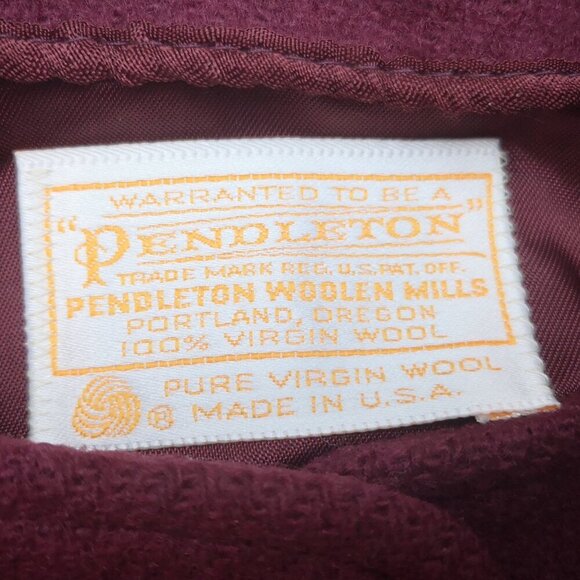 WARRANTED TO BE A
"PENDLETON"
TRADE MARK REG. U.S. PAT. OFF.
PENDLETON WOOLEN MILLS
PORTLAND, OREGON
100% VIRGIN WOOL
PURE VIRGIN WOOL
® MADE IN U.S.A.